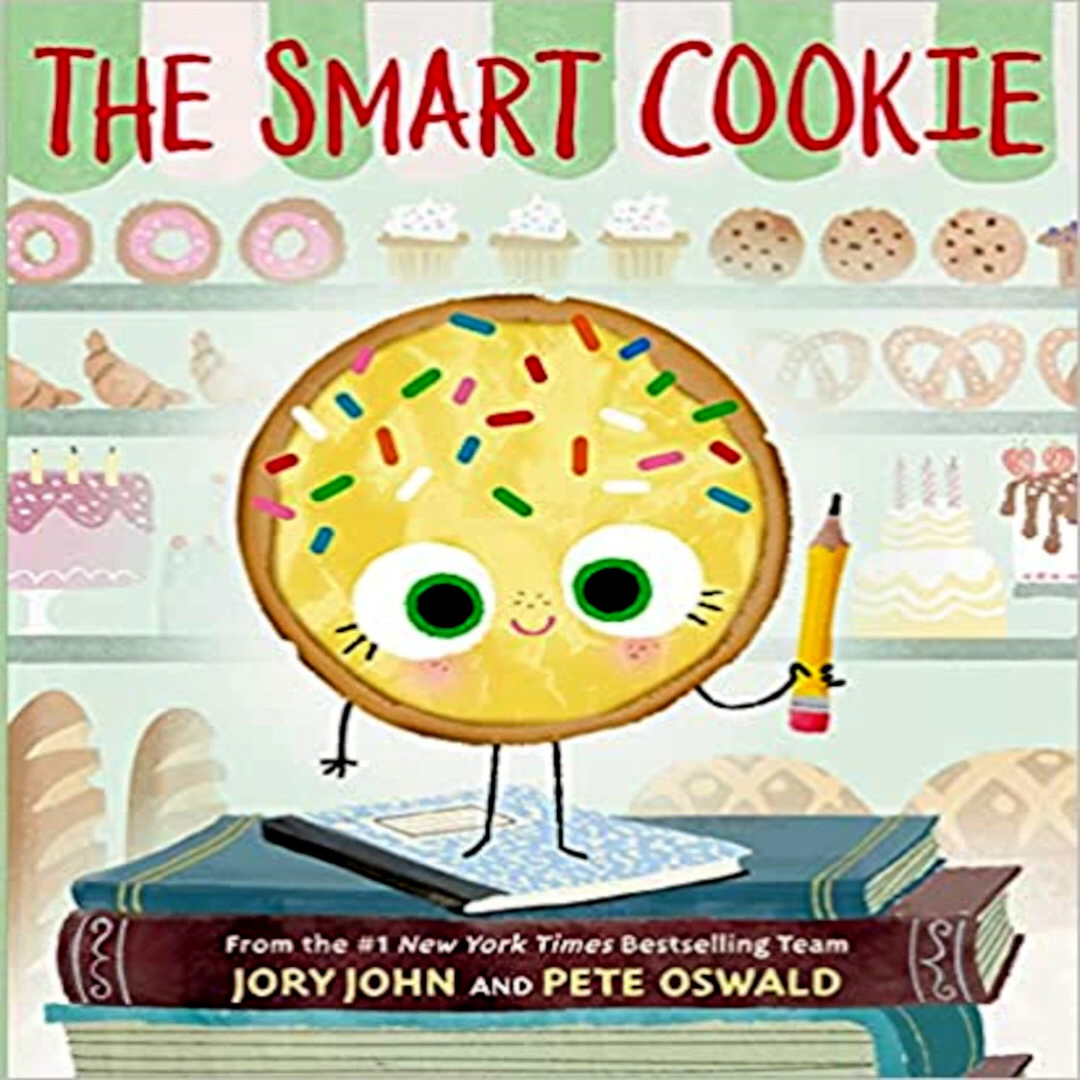 THE SMART COOKIE
From the #1 New York Times Bestselling Team
JORY JOHN AND PETE OSWALD